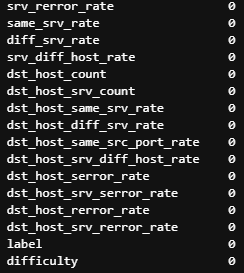 srv_rerror_rate 0
same_srv_rate 0
diff_srv_rate 0
srv_diff_host_rate 0
dst_host_count 0
dst_host_srv_count 0
dst_host_same_srv_rate 0
dst_host_diff_srv_rate 0
dst_host_same_src_port_rate 0
dst_host_srv_diff_host_rate 0
dst_host_serror_rate 0
dst_host_srv_serror_rate 0
dst_host_rerror_rate 0
dst_host_srv_rerror_rate 0
label 0
difficulty 0